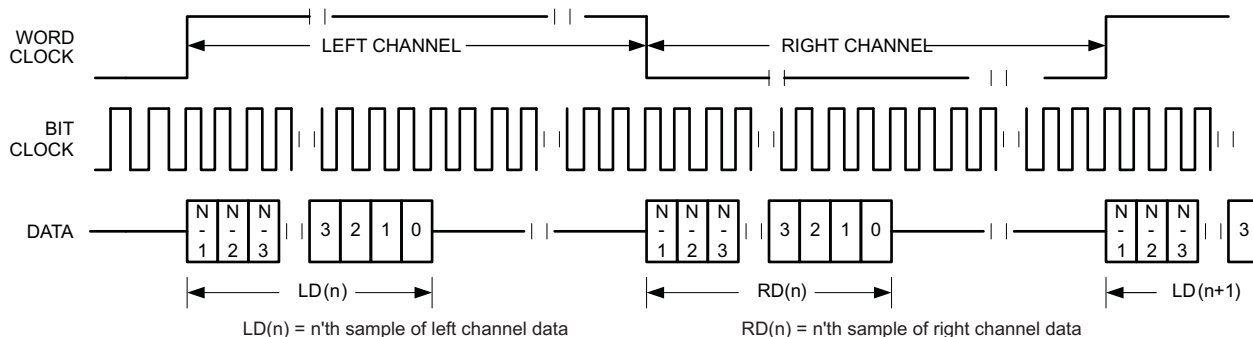 WORD
CLOCK
LEFT CHANNEL
RIGHT CHANNEL
BIT
CLOCK
DATA
N-1 N-2 N-3 3 2 1 0 N-1 N-2 N-3 3 2 1 0 N-1 N-2 N-3 3
LD(n) RD(n) LD(n+1)
LD(n) = n'th sample of left channel data
RD(n) = n'th sample of right channel data